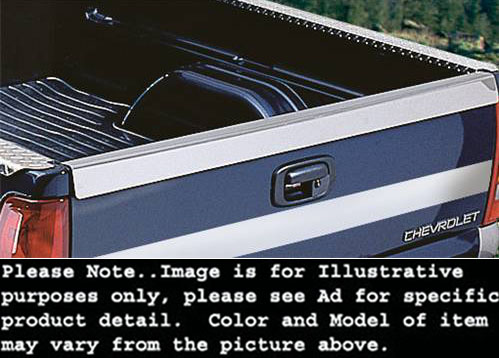 CHEVROLET
Please Note..Image is for Illustrative
purposes only, please see Ad for specific
product detail.  Color and Model of item
may vary from the picture above.